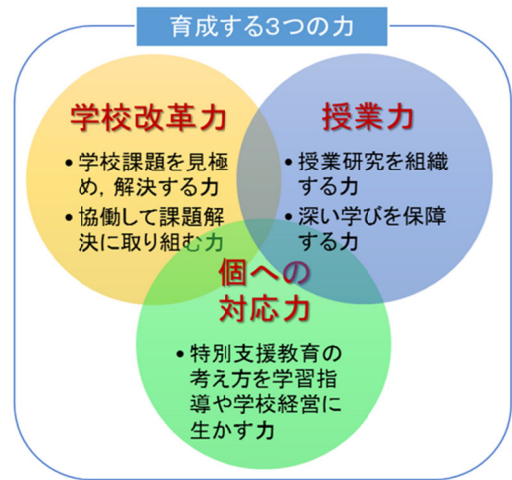 育成する3つの力
学校改革力
• 学校課題を見極
め，解決する力
• 協働して課題解
決に取り組む力
授業力
• 授業研究を組織
する力
• 深い学びを保障
する力
個への
対応力
• 特別支援教育の
考え方を学習指
導や学校経営に
生かす力